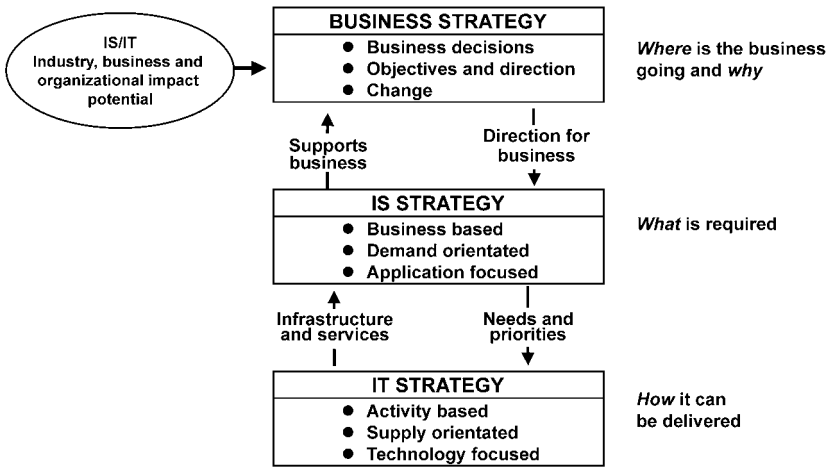 IS/IT
Industry, business and
organizational impact
potential
BUSINESS STRATEGY
● Business decisions
● Objectives and direction
● Change
Where is the business
going and why
Supports
business
Direction for
business
IS STRATEGY
● Business based
● Demand orientated
● Application focused
What is required
Infrastructure
and services
Needs and
priorities
IT STRATEGY
● Activity based
● Supply orientated
● Technology focused
How it can
be delivered